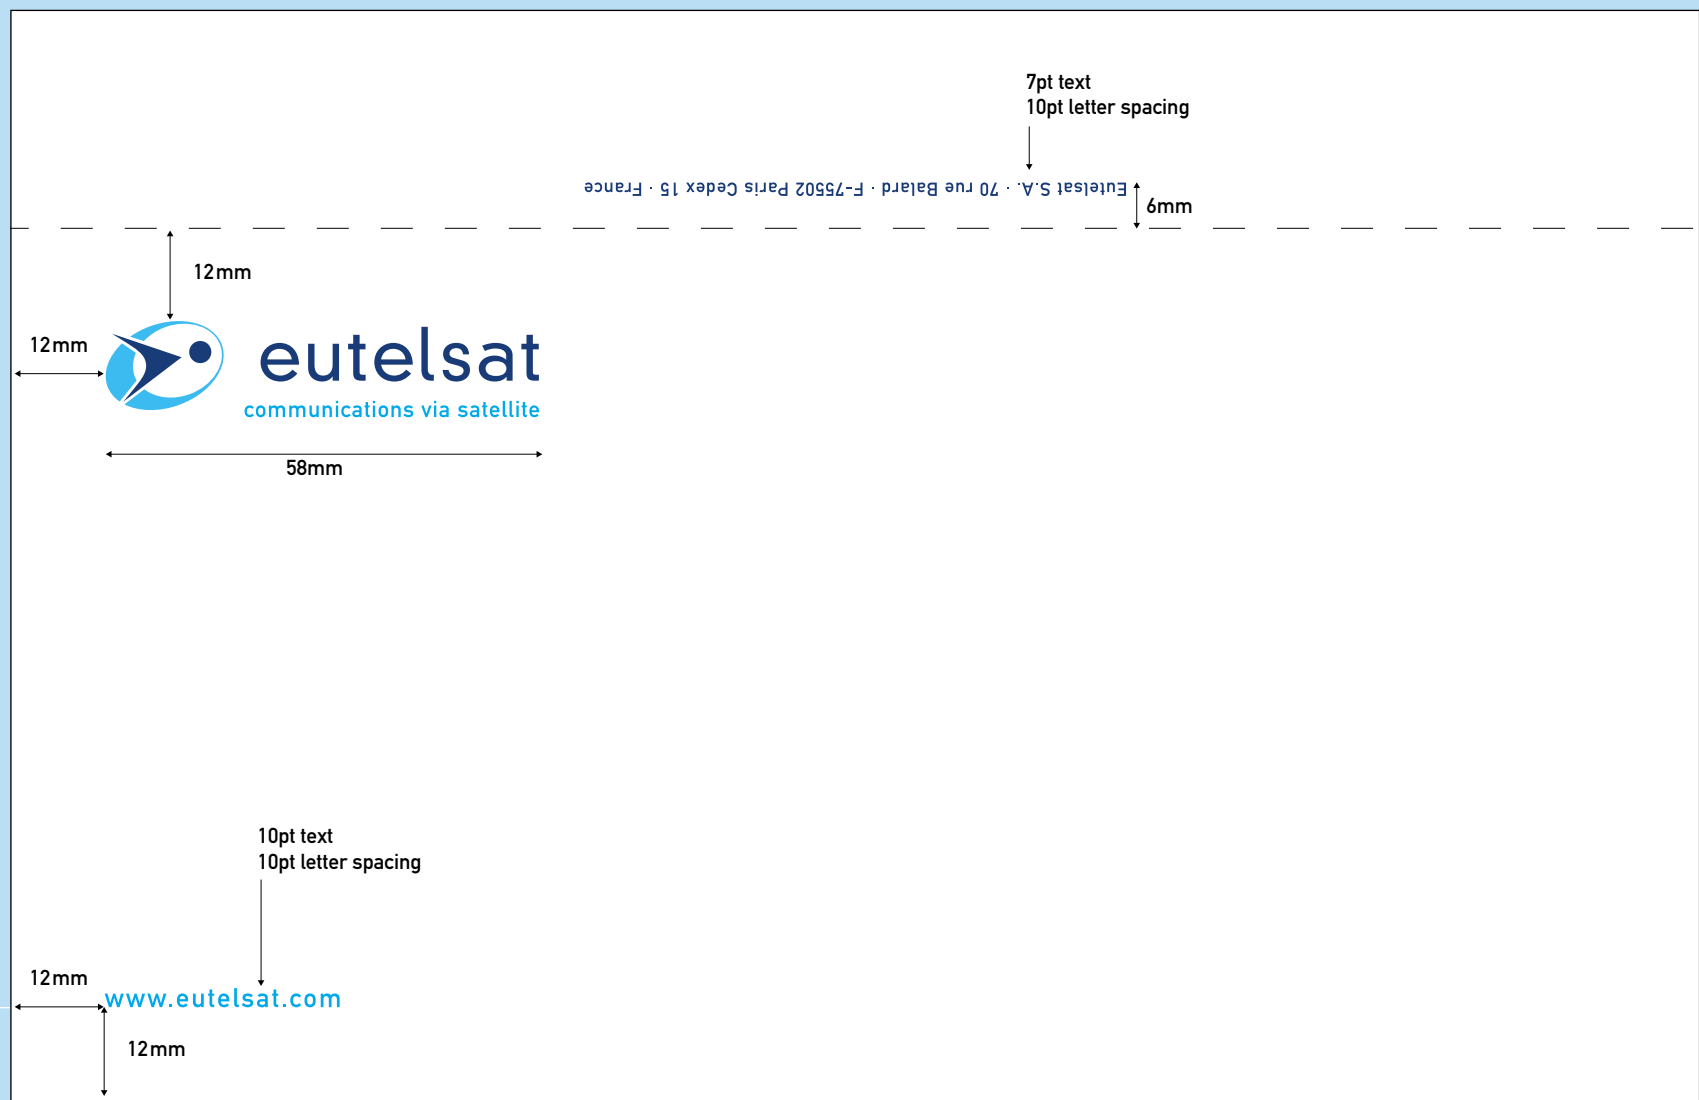 7pt text
10pt letter spacing
Eutelsat S.A. · 70 rue Balard · F-75502 Paris Cedex 15 · France
6mm
12mm
12mm
eutelsat
communications via satellite
58mm
10pt text
10pt letter spacing
12mm
www.eutelsat.com
12mm